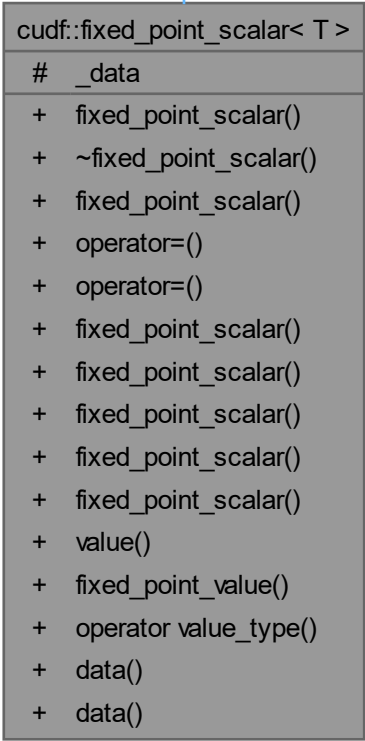 cudf::fixed_point_scalar< T >
# _data
+ fixed_point_scalar()
+ ~fixed_point_scalar()
+ fixed_point_scalar()
+ operator=()
+ operator=()
+ fixed_point_scalar()
+ fixed_point_scalar()
+ fixed_point_scalar()
+ fixed_point_scalar()
+ fixed_point_scalar()
+ value()
+ fixed_point_value()
+ operator value_type()
+ data()
+ data()